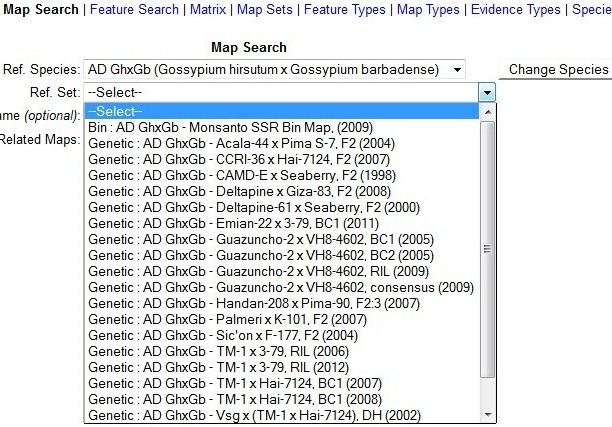 Map Search | Feature Search | Matrix | Map Sets | Feature Types | Map Types | Evidence Types | Specie
Map Search
Ref. Species: AD GhxGb (Gossypium hirsutum x Gossypium barbadense) Change Species
Ref. Set: --Select--
me (optional): --Select--
Related Maps: Bin : AD GhxGb - Monsanto SSR Bin Map, (2009)
Genetic : AD GhxGb - Acala-44 x Pima S-7, F2 (2004)
Genetic : AD GhxGb - CCRI-36 x Hai-7124, F2 (2007)
Genetic : AD GhxGb - CAMD-E x Seaberry, F2 (1998)
Genetic : AD GhxGb - Deltapine x Giza-83, F2 (2008)
Genetic : AD GhxGb - Deltapine-61 x Seaberry, F2 (2000)
Genetic : AD GhxGb - Emian-22 x 3-79, BC1 (2011)
Genetic : AD GhxGb - Guazuncho-2 x VH8-4602, BC1 (2005)
Genetic : AD GhxGb - Guazuncho-2 x VH8-4602, BC2 (2005)
Genetic : AD GhxGb - Guazuncho-2 x VH8-4602, RIL (2009)
Genetic : AD GhxGb - Guazuncho-2 x VH8-4602, consensus (2009)
Genetic : AD GhxGb - Handan-208 x Pima-90, F2:3 (2007)
Genetic : AD GhxGb - Palmeri x K-101, F2 (2007)
Genetic : AD GhxGb - Sic'on x F-177, F2 (2004)
Genetic : AD GhxGb - TM-1 x 3-79, RIL (2006)
Genetic : AD GhxGb - TM-1 x 3-79, RIL (2012)
Genetic : AD GhxGb - TM-1 x Hai-7124, BC1 (2007)
Genetic : AD GhxGb - TM-1 x Hai-7124, BC1 (2008)
Genetic : AD GhxGb - Vsg x (TM-1 x Hai-7124), DH (2002)